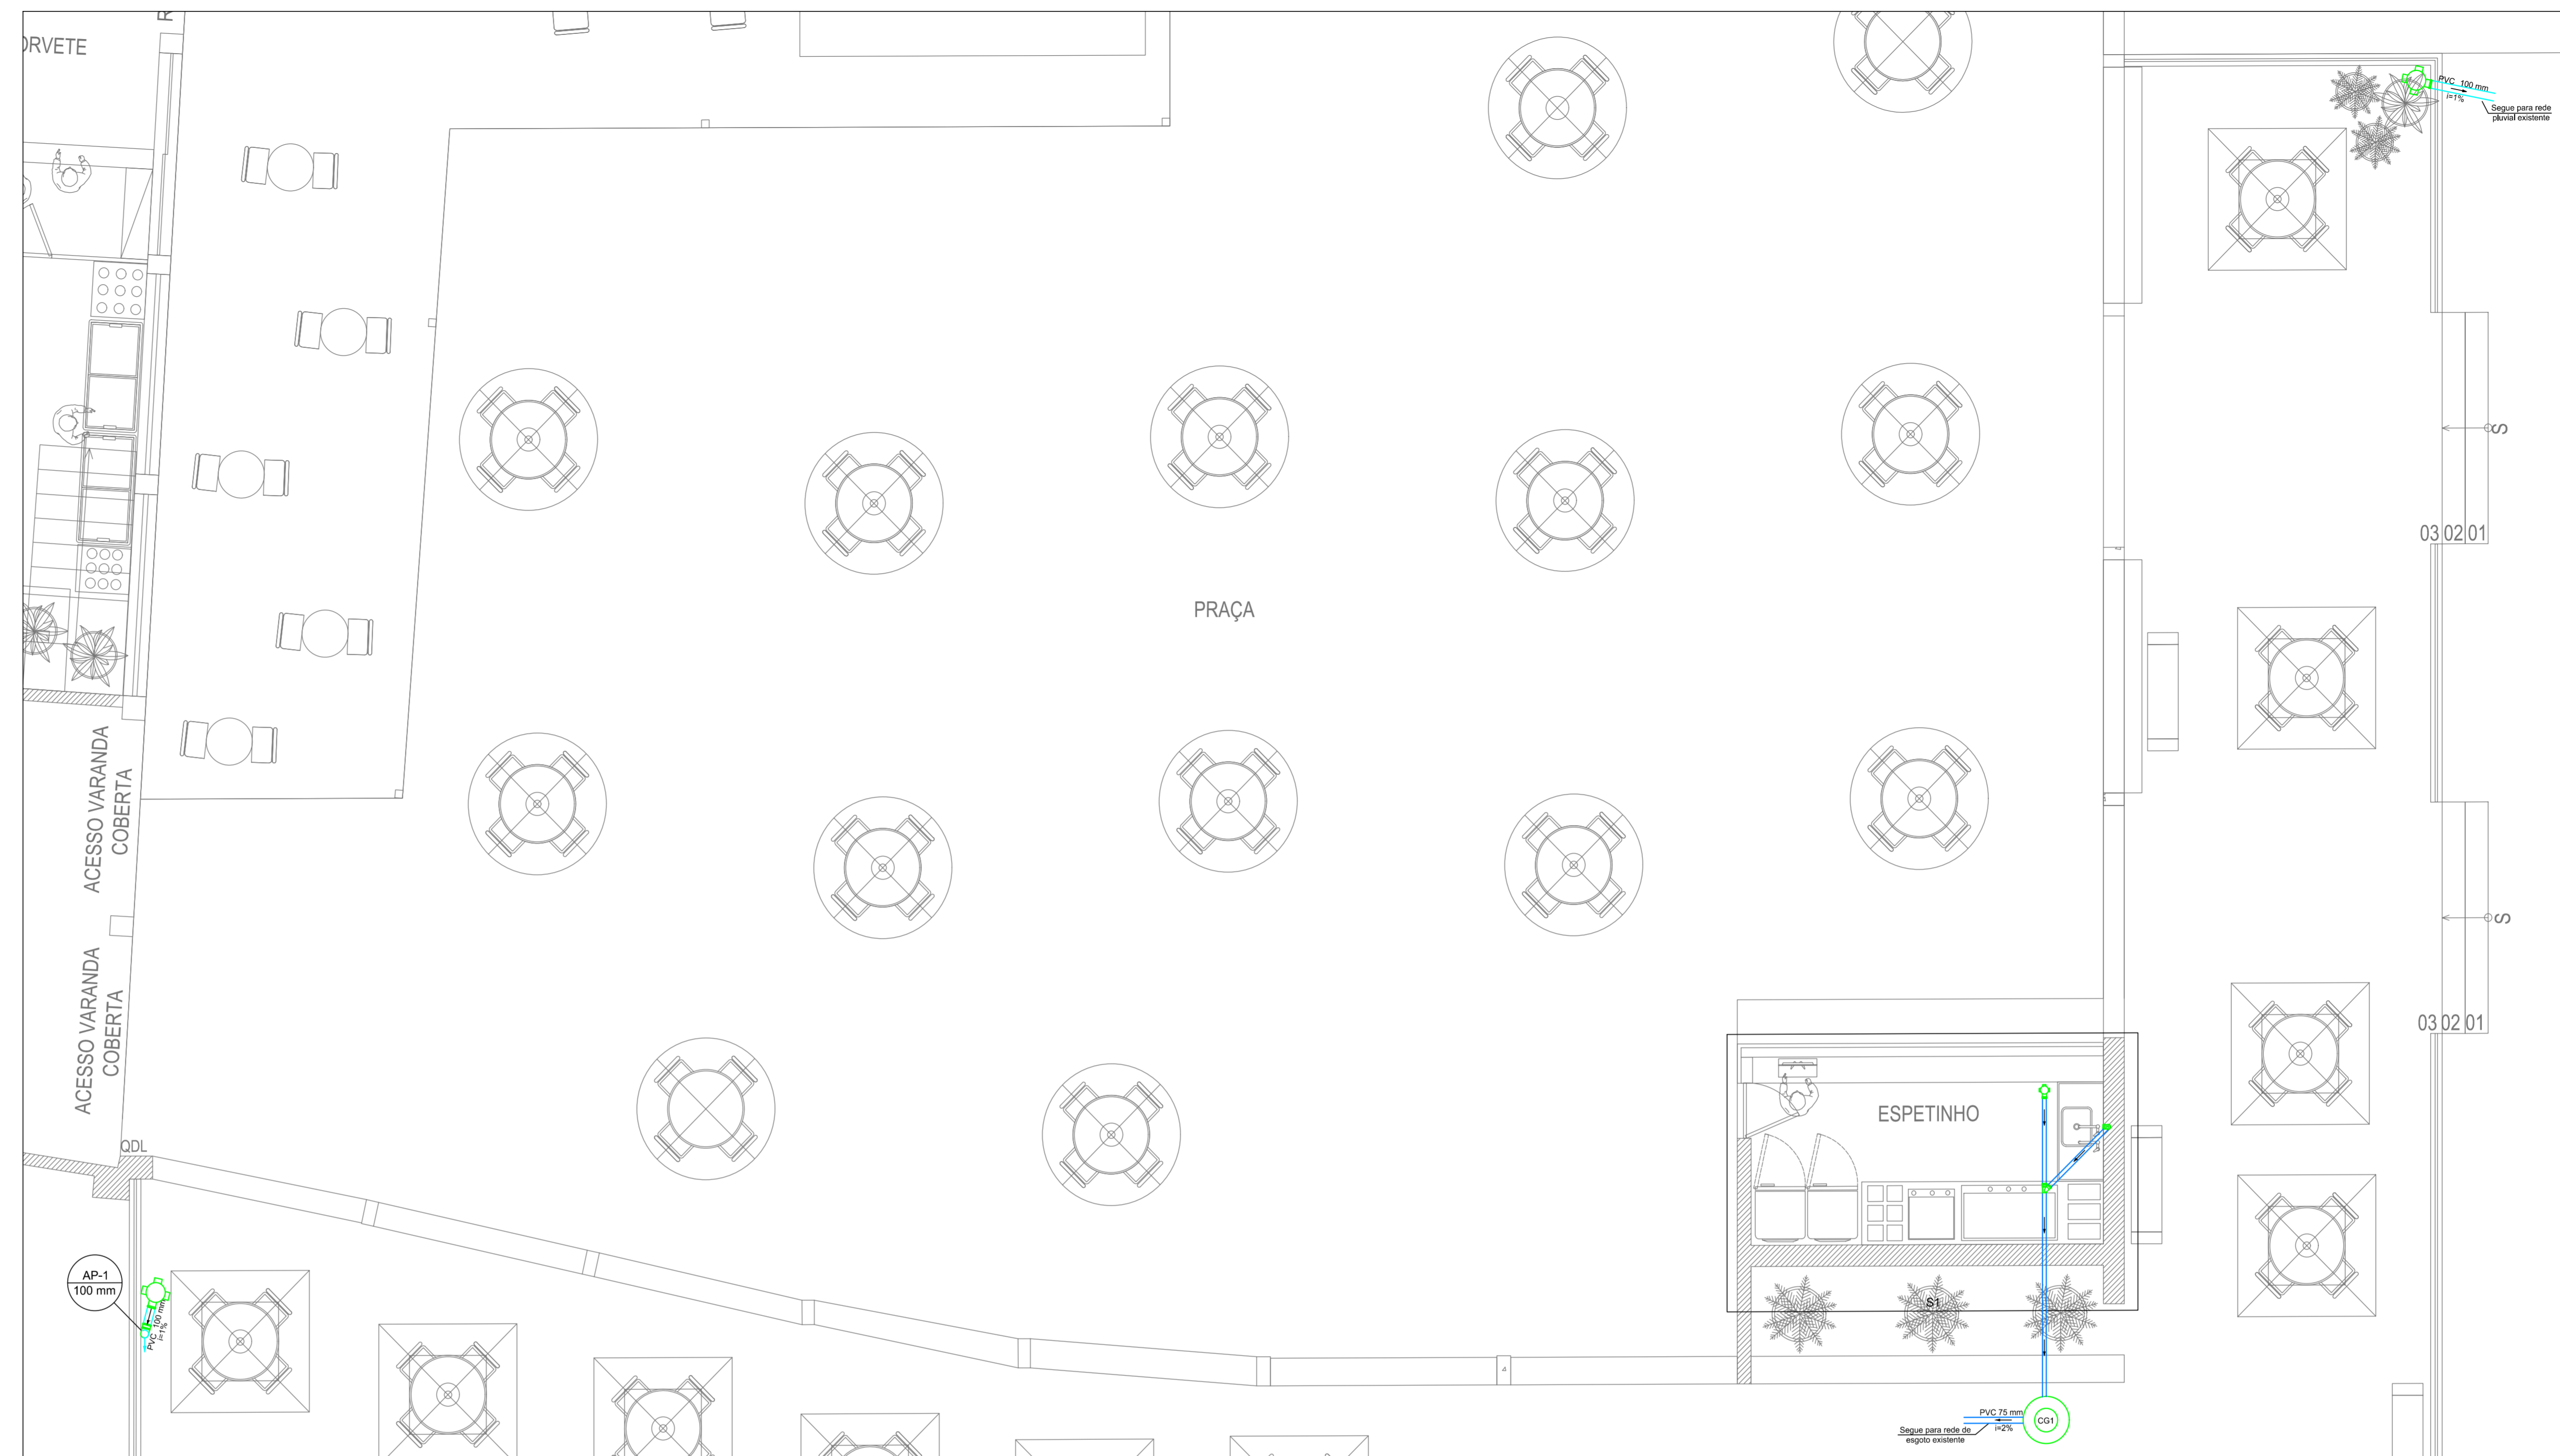 ORVETE
PVC 100 mm
i=1%
Segue para rede
pluvial existente
S
03 02 01
PRAÇA
ACESSO VARANDA
COBERTA
S
03 02 01
ACESSO VARANDA
COBERTA
ESPETINHO
QDL
AP-1
100 mm
PVC 100 mm
i=1%
S1
PVC 75 mm
i=2%
CG1
Segue para rede de
esgoto existente